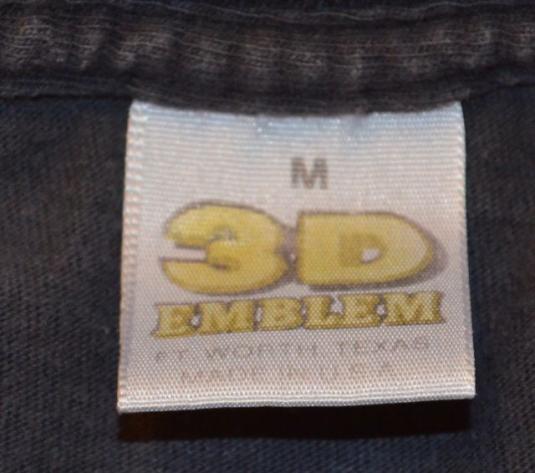 M
3D
EMBLEM
FT. WORTH TEXAS
MADE IN U.S.A.